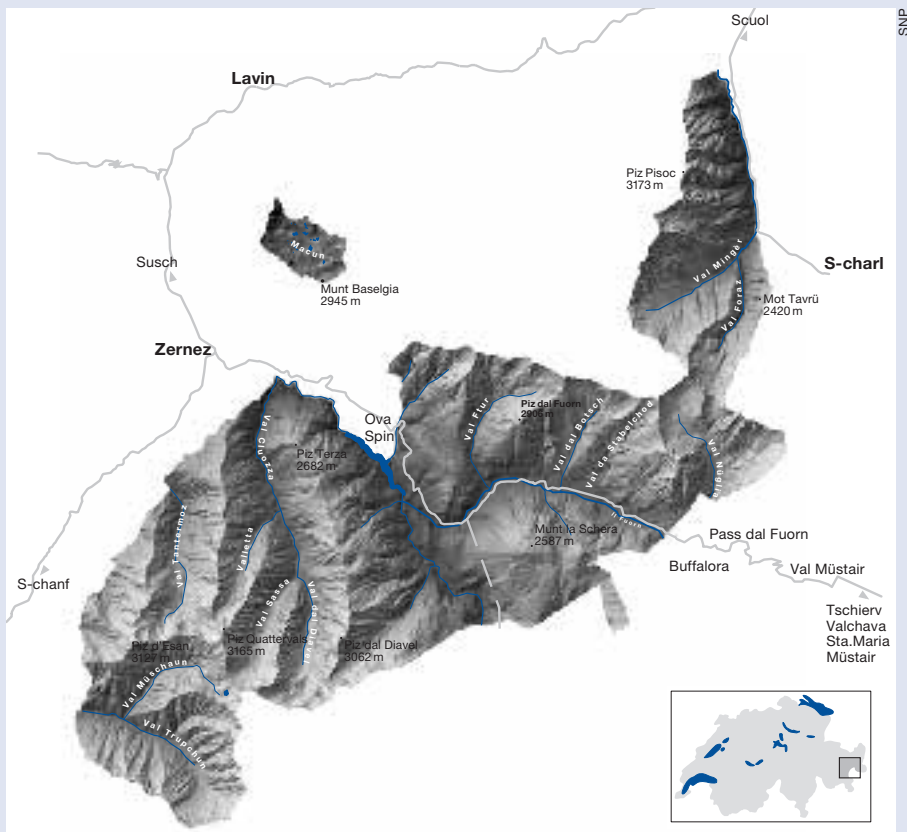 SNP
Scuol
Lavin
Piz Pisoc
3173 m
Macun
Susch
Val Mingèr
S-charl
Munt Baselgia
2945 m
Val Foraz
Mot Tavrü
2420 m
Zernez
Ova
Spin
Val Cluozza
Val Ftur
Piz dal Fuorn
2906 m
Val dal Botsch
Val da Stabelchod
Val Nüglia
Piz Terza
2682 m
Val Tantermoz
Valletta
Il Fuorn
Munt la Schera
2587 m
Pass dal Fuorn
Buffalora
Val Müstair
S-chanf
Val Sassa
Val dal Diavel
Tschierv
Valchava
Sta.Maria
Müstair
Piz d'Esan
3127 m
Piz Quattervals
3165 m
Piz dal Diavel
3062 m
Val Müschauns
Val Trupchun